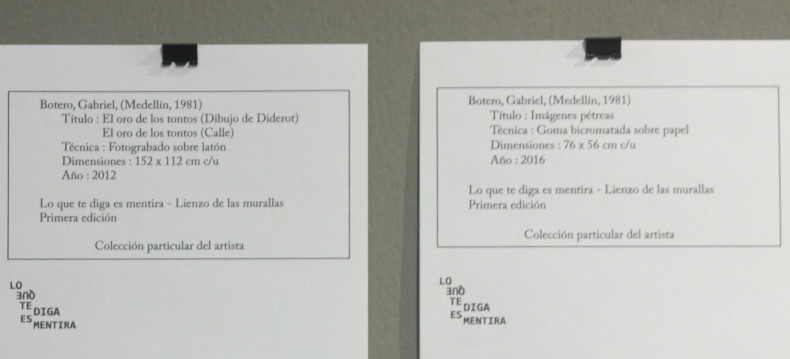 Botero, Gabriel, (Medellín, 1981)
Título : El oro de los tontos (Dibujo de Diderot)
El oro de los tontos (Calle)
Técnica : Fotograbado sobre latón
Dimensiones : 152 x 112 cm c/u
Año : 2012
Lo que te diga es mentira - Lienzo de las murallas
Primera edición
Colección particular del artista
LO
QUE
TE DIGA
ES MENTIRA
Botero, Gabriel, (Medellín, 1981)
Título : Imágenes pétreas
Técnica : Goma bicromatada sobre papel
Dimensiones : 76 x 56 cm c/u
Año : 2016
Lo que te diga es mentira - Lienzo de las murallas
Primera edición
Colección particular del artista
LO
QUE
TE DIGA
ES MENTIRA